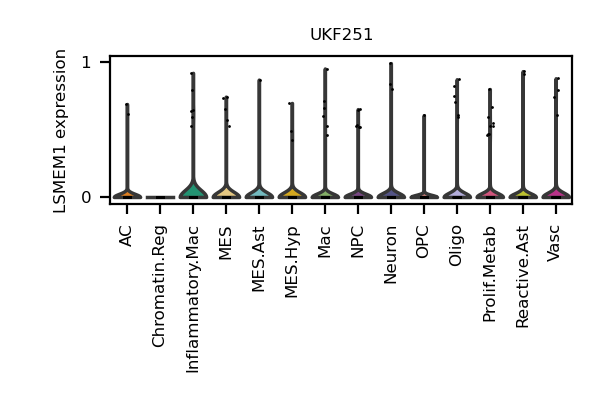 UKF251
LSMEM1 expression
1
0
AC
Chromatin.Reg
Inflammatory.Mac
MES
MES.Ast
MES.Hyp
Mac
NPC
Neuron
OPC
Oligo
Prolif.Metab
Reactive.Ast
Vasc